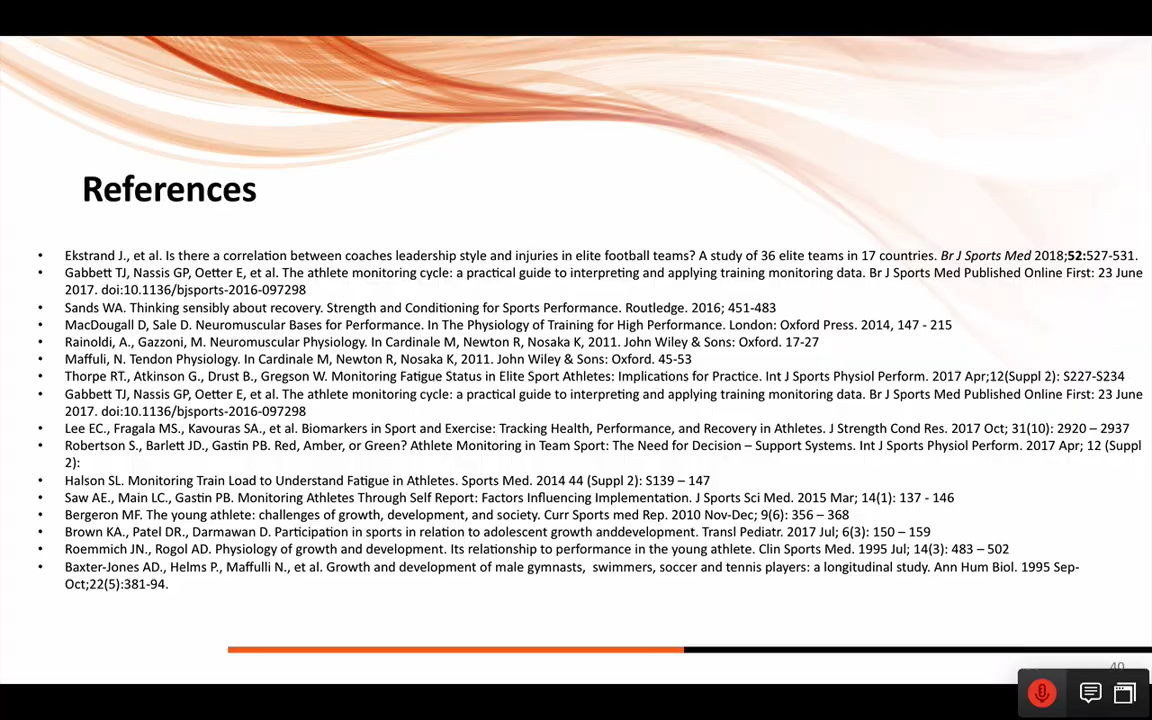 References
• Ekstrand J., et al. Is there a correlation between coaches leadership style and injuries in elite football teams? A study of 36 elite teams in 17 countries. Br J Sports Med 2018;52:527-531.
• Gabbett TJ, Nassis GP, Oetter E, et al. The athlete monitoring cycle: a practical guide to interpreting and applying training monitoring data. Br J Sports Med Published Online First: 23 June
2017. doi:10.1136/bjsports-2016-097298
• Sands WA. Thinking sensibly about recovery. Strength and Conditioning for Sports Performance. Routledge. 2016; 451-483
• MacDougall D, Sale D. Neuromuscular Bases for Performance. In The Physiology of Training for High Performance. London: Oxford Press. 2014, 147 - 215
• Rainoldi, A., Gazzoni, M. Neuromuscular Physiology. In Cardinale M, Newton R, Nosaka K, 2011. John Wiley & Sons: Oxford. 17-27
• Maffuli, N. Tendon Physiology. In Cardinale M, Newton R, Nosaka K, 2011. John Wiley & Sons: Oxford. 45-53
• Thorpe RT., Atkinson G., Drust B., Gregson W. Monitoring Fatigue Status in Elite Sport Athletes: Implications for Practice. Int J Sports Physiol Perform. 2017 Apr;12(Suppl 2): S227-S234
• Gabbett TJ, Nassis GP, Oetter E, et al. The athlete monitoring cycle: a practical guide to interpreting and applying training monitoring data. Br J Sports Med Published Online First: 23 June
2017. doi:10.1136/bjsports-2016-097298
• Lee EC., Fragala MS., Kavouras SA., et al. Biomarkers in Sport and Exercise: Tracking Health, Performance, and Recovery in Athletes. J Strength Cond Res. 2017 Oct; 31(10): 2920 – 2937
• Robertson S., Barlett JD., Gastin PB. Red, Amber, or Green? Athlete Monitoring in Team Sport: The Need for Decision – Support Systems. Int J Sports Physiol Perform. 2017 Apr; 12 (Suppl
2):
• Halson SL. Monitoring Train Load to Understand Fatigue in Athletes. Sports Med. 2014 44 (Suppl 2): S139 – 147
• Saw AE., Main LC., Gastin PB. Monitoring Athletes Through Self Report: Factors Influencing Implementation. J Sports Sci Med. 2015 Mar; 14(1): 137 - 146
• Bergeron MF. The young athlete: challenges of growth, development, and society. Curr Sports med Rep. 2010 Nov-Dec; 9(6): 356 – 368
• Brown KA., Patel DR., Darmawan D. Participation in sports in relation to adolescent growth anddevelopment. Transl Pediatr. 2017 Jul; 6(3): 150 – 159
• Roemmich JN., Rogol AD. Physiology of growth and development. Its relationship to performance in the young athlete. Clin Sports Med. 1995 Jul; 14(3): 483 – 502
• Baxter-Jones AD., Helms P., Maffulli N., et al. Growth and development of male gymnasts, swimmers, soccer and tennis players: a longitudinal study. Ann Hum Biol. 1995 Sep-
Oct;22(5):381-94.
40